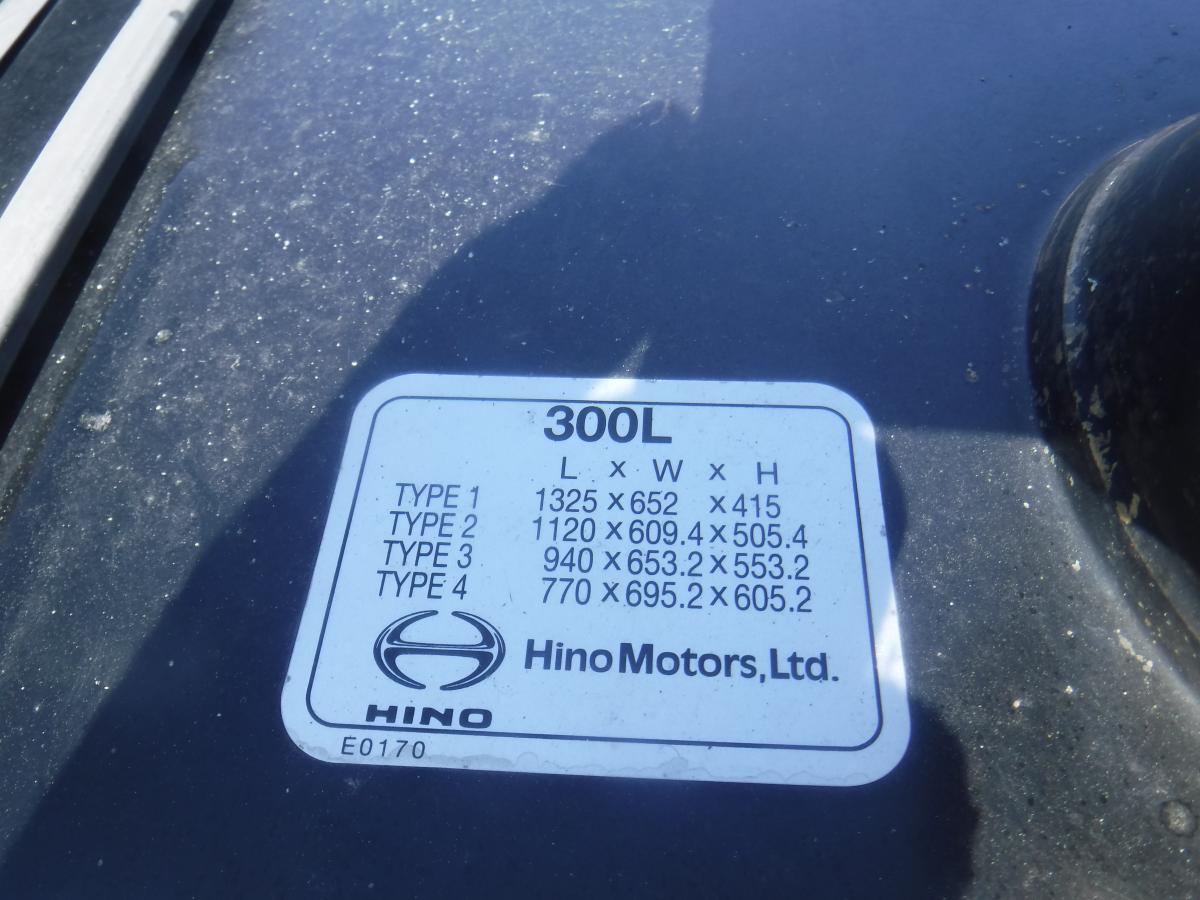 300L
L x W x H
TYPE 1 1325 x 652 x 415
TYPE 2 1120 x 609.4 x 505.4
TYPE 3 940 x 653.2 x 553.2
TYPE 4 770 x 695.2 x 605.2
Hino Motors, Ltd.
HINO
E0170